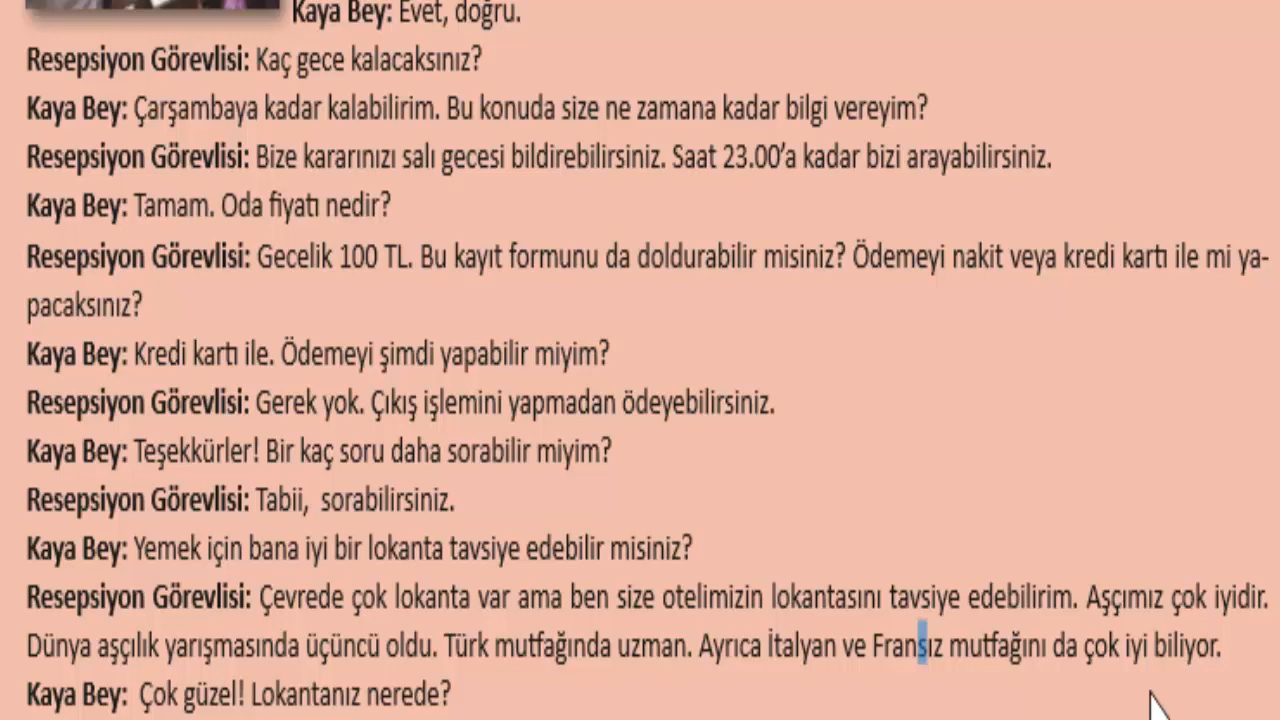 Kaya Bey: Evet, doğru.
Resepsiyon Görevlisi: Kaç gece kalacaksınız?
Kaya Bey: Çarşambaya kadar kalabilirim. Bu konuda size ne zamana kadar bilgi vereyim?
Resepsiyon Görevlisi: Bize kararınızı salı gecesi bildirebilirsiniz. Saat 23.00’a kadar bizi arayabilirsiniz.
Kaya Bey: Tamam. Oda fiyatı nedir?
Resepsiyon Görevlisi: Gecelik 100 TL. Bu kayıt formunu da doldurabilir misiniz? Ödemeyi nakit veya kredi kartı ile mi ya-
pacaksınız?
Kaya Bey: Kredi kartı ile. Ödemeyi şimdi yapabilir miyim?
Resepsiyon Görevlisi: Gerek yok. Çıkış işlemini yapmadan ödeyebilirsiniz.
Kaya Bey: Teşekkürler! Bir kaç soru daha sorabilir miyim?
Resepsiyon Görevlisi: Tabii, sorabilirsiniz.
Kaya Bey: Yemek için bana iyi bir lokanta tavsiye edebilir misiniz?
Resepsiyon Görevlisi: Çevrede çok lokanta var ama ben size otelimizin lokantasını tavsiye edebilirim. Aşçımız çok iyidir.
Dünya aşçılık yarışmasında üçüncü oldu. Türk mutfağında uzman. Ayrıca İtalyan ve Fransız mutfağını da çok iyi biliyor.
Kaya Bey: Çok güzel! Lokantanız nerede?